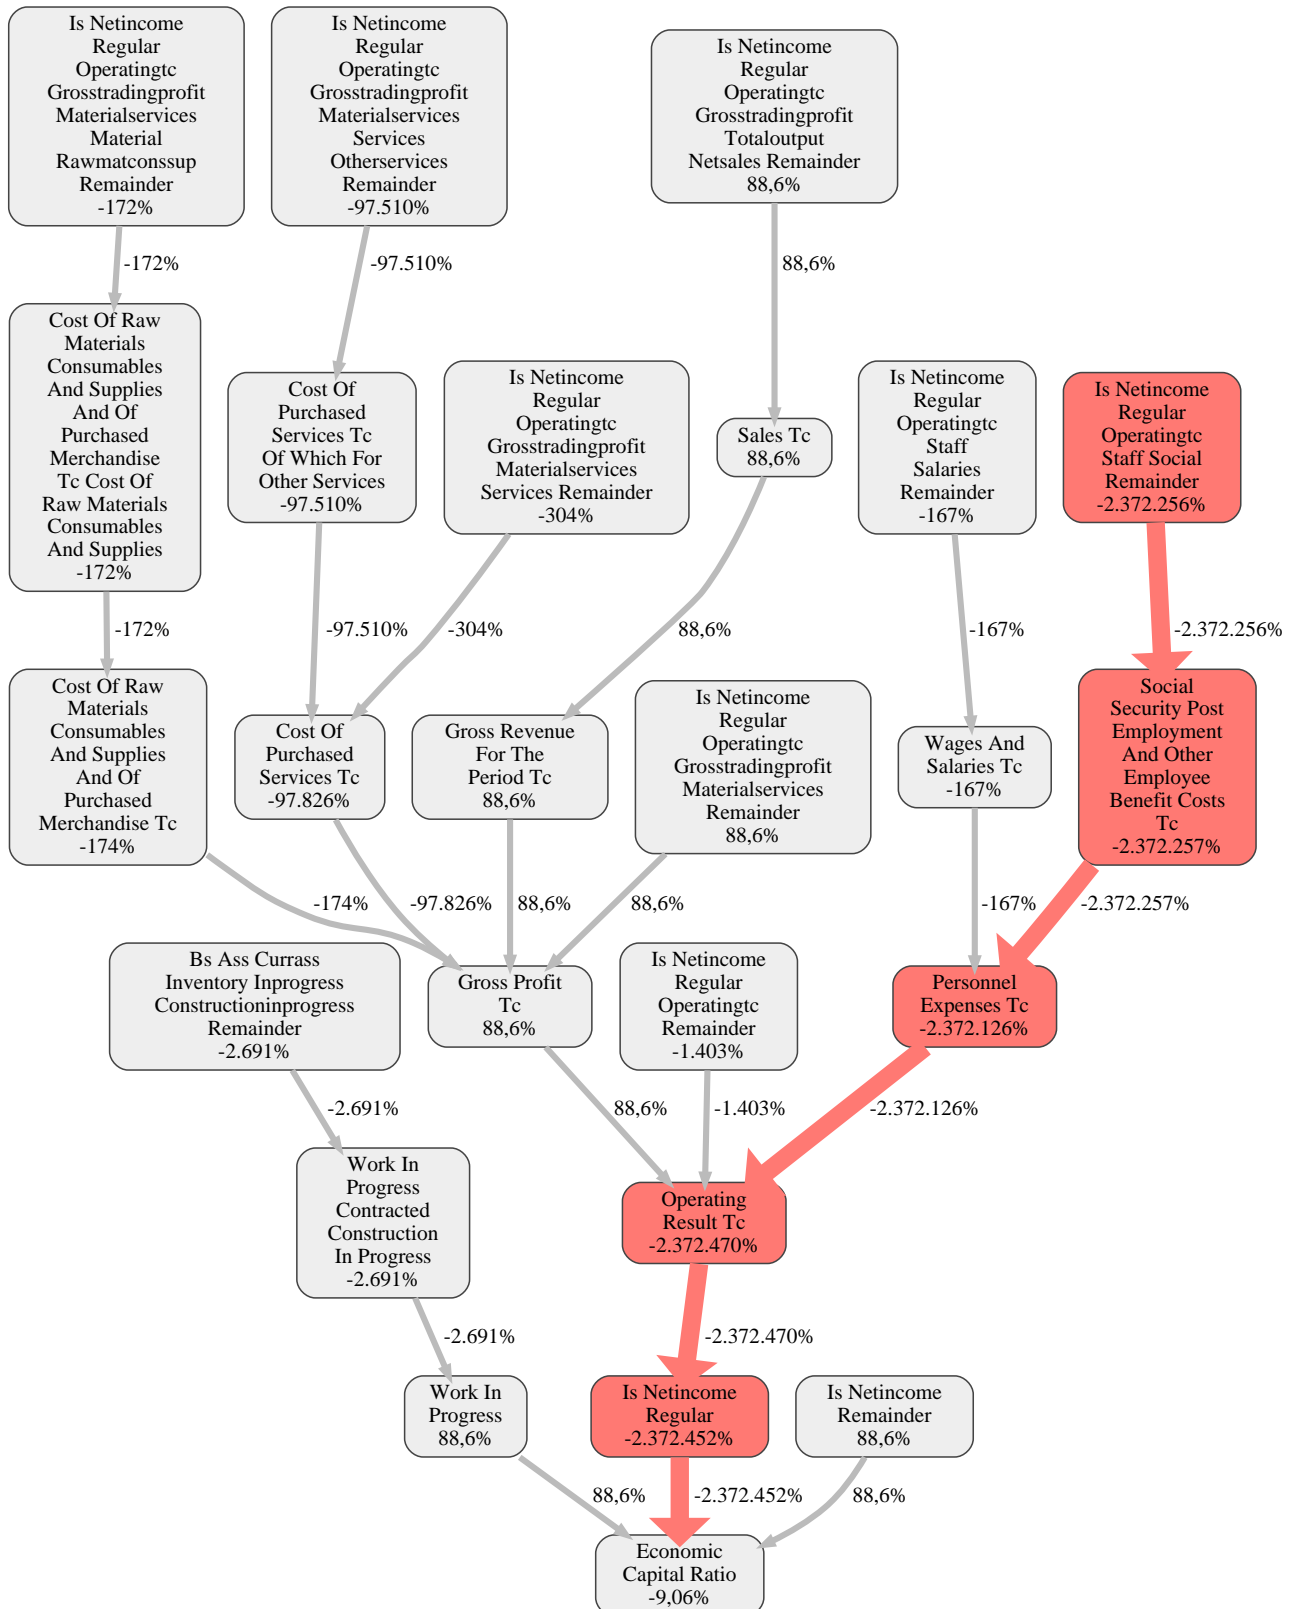 Is Netincome
Regular
Operatingtc
Grosstradingprofit
Materialservices
Material
Rawmatconssup
Remainder
-172%
Is Netincome
Regular
Operatingtc
Grosstradingprofit
Materialservices
Services
Otherservices
Remainder
-97.510%
Is Netincome
Regular
Operatingtc
Grosstradingprofit
Totaloutput
Netsales Remainder
88,6%
-172%
-97.510%
88,6%
Cost Of Raw
Materials
Consumables
And Supplies
And Of
Purchased
Merchandise
Tc Cost Of
Raw Materials
Consumables
And Supplies
-172%
Cost Of
Purchased
Services Tc
Of Which For
Other Services
-97.510%
Is Netincome
Regular
Operatingtc
Grosstradingprofit
Materialservices
Services Remainder
-304%
Sales Tc
88,6%
Is Netincome
Regular
Operatingtc
Staff
Salaries
Remainder
-167%
Is Netincome
Regular
Operatingtc
Staff Social
Remainder
-2.372.256%
-172%
-97.510%
-304%
88,6%
-167%
-2.372.256%
Cost Of Raw
Materials
Consumables
And Supplies
And Of
Purchased
Merchandise Tc
-174%
Cost Of
Purchased
Services Tc
-97.826%
Gross Revenue
For The
Period Tc
88,6%
Is Netincome
Regular
Operatingtc
Grosstradingprofit
Materialservices
Remainder
88,6%
Wages And
Salaries Tc
-167%
Social
Security Post
Employment
And Other
Employee
Benefit Costs
Tc
-2.372.257%
-174%
-97.826%
88,6%
88,6%
-167%
-2.372.257%
Bs Ass Currass
Inventory Inprogress
Constructioninprogress
Remainder
-2.691%
Gross Profit
Tc
88,6%
Is Netincome
Regular
Operatingtc
Remainder
-1.403%
Personnel
Expenses Tc
-2.372.126%
-2.691%
88,6%
-1.403%
-2.372.126%
Work In
Progress
Contracted
Construction
In Progress
-2.691%
Operating
Result Tc
-2.372.470%
-2.691%
-2.372.470%
Work In
Progress
88,6%
Is Netincome
Regular
-2.372.452%
Is Netincome
Remainder
88,6%
88,6%
-2.372.452%
88,6%
Economic
Capital Ratio
-9,06%